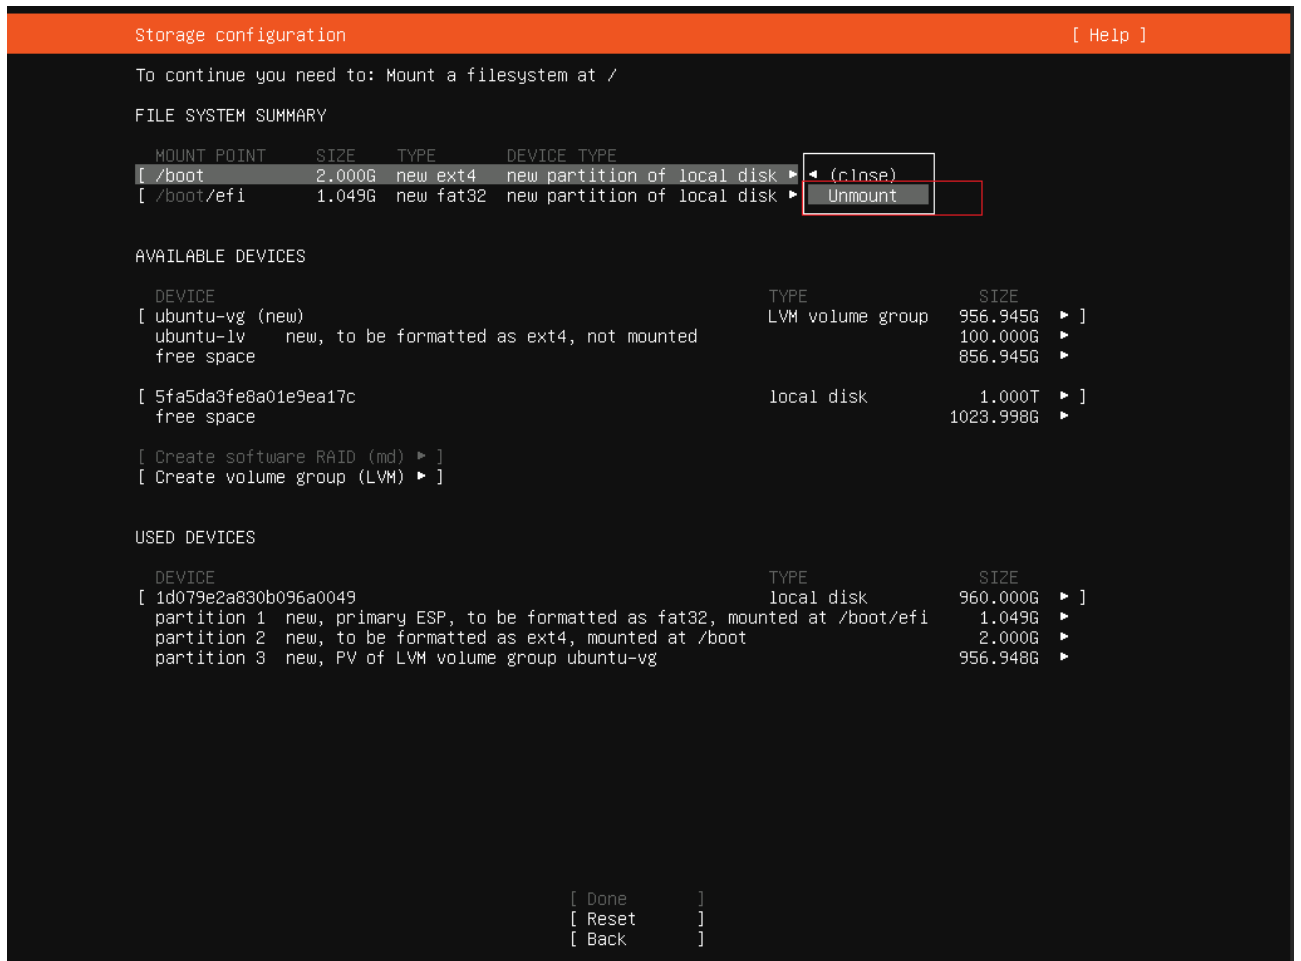 Storage configuration [ Help ]
To continue you need to: Mount a filesystem at /
FILE SYSTEM SUMMARY
MOUNT POINT SIZE TYPE DEVICE TYPE
[ /boot 2.000G new ext4 new partition of local disk ▸ ◂ (close)
[ /boot/efi 1.049G new fat32 new partition of local disk ▸ Unmount
AVAILABLE DEVICES
DEVICE TYPE SIZE
[ ubuntu-vg (new) LVM volume group 956.945G ▸ ]
ubuntu-lv new, to be formatted as ext4, not mounted 100.000G ▸
free space 856.945G ▸
[ 5fa5da3fe8a01e9ea17c local disk 1.000T ▸ ]
free space 1023.998G ▸
[ Create software RAID (md) ▸ ]
[ Create volume group (LVM) ▸ ]
USED DEVICES
DEVICE TYPE SIZE
[ 1d079e2a830b096a0049 local disk 960.000G ▸ ]
partition 1 new, primary ESP, to be formatted as fat32, mounted at /boot/efi 1.049G ▸
partition 2 new, to be formatted as ext4, mounted at /boot 2.000G ▸
partition 3 new, PV of LVM volume group ubuntu-vg 956.948G ▸
[ Done ]
[ Reset ]
[ Back ]